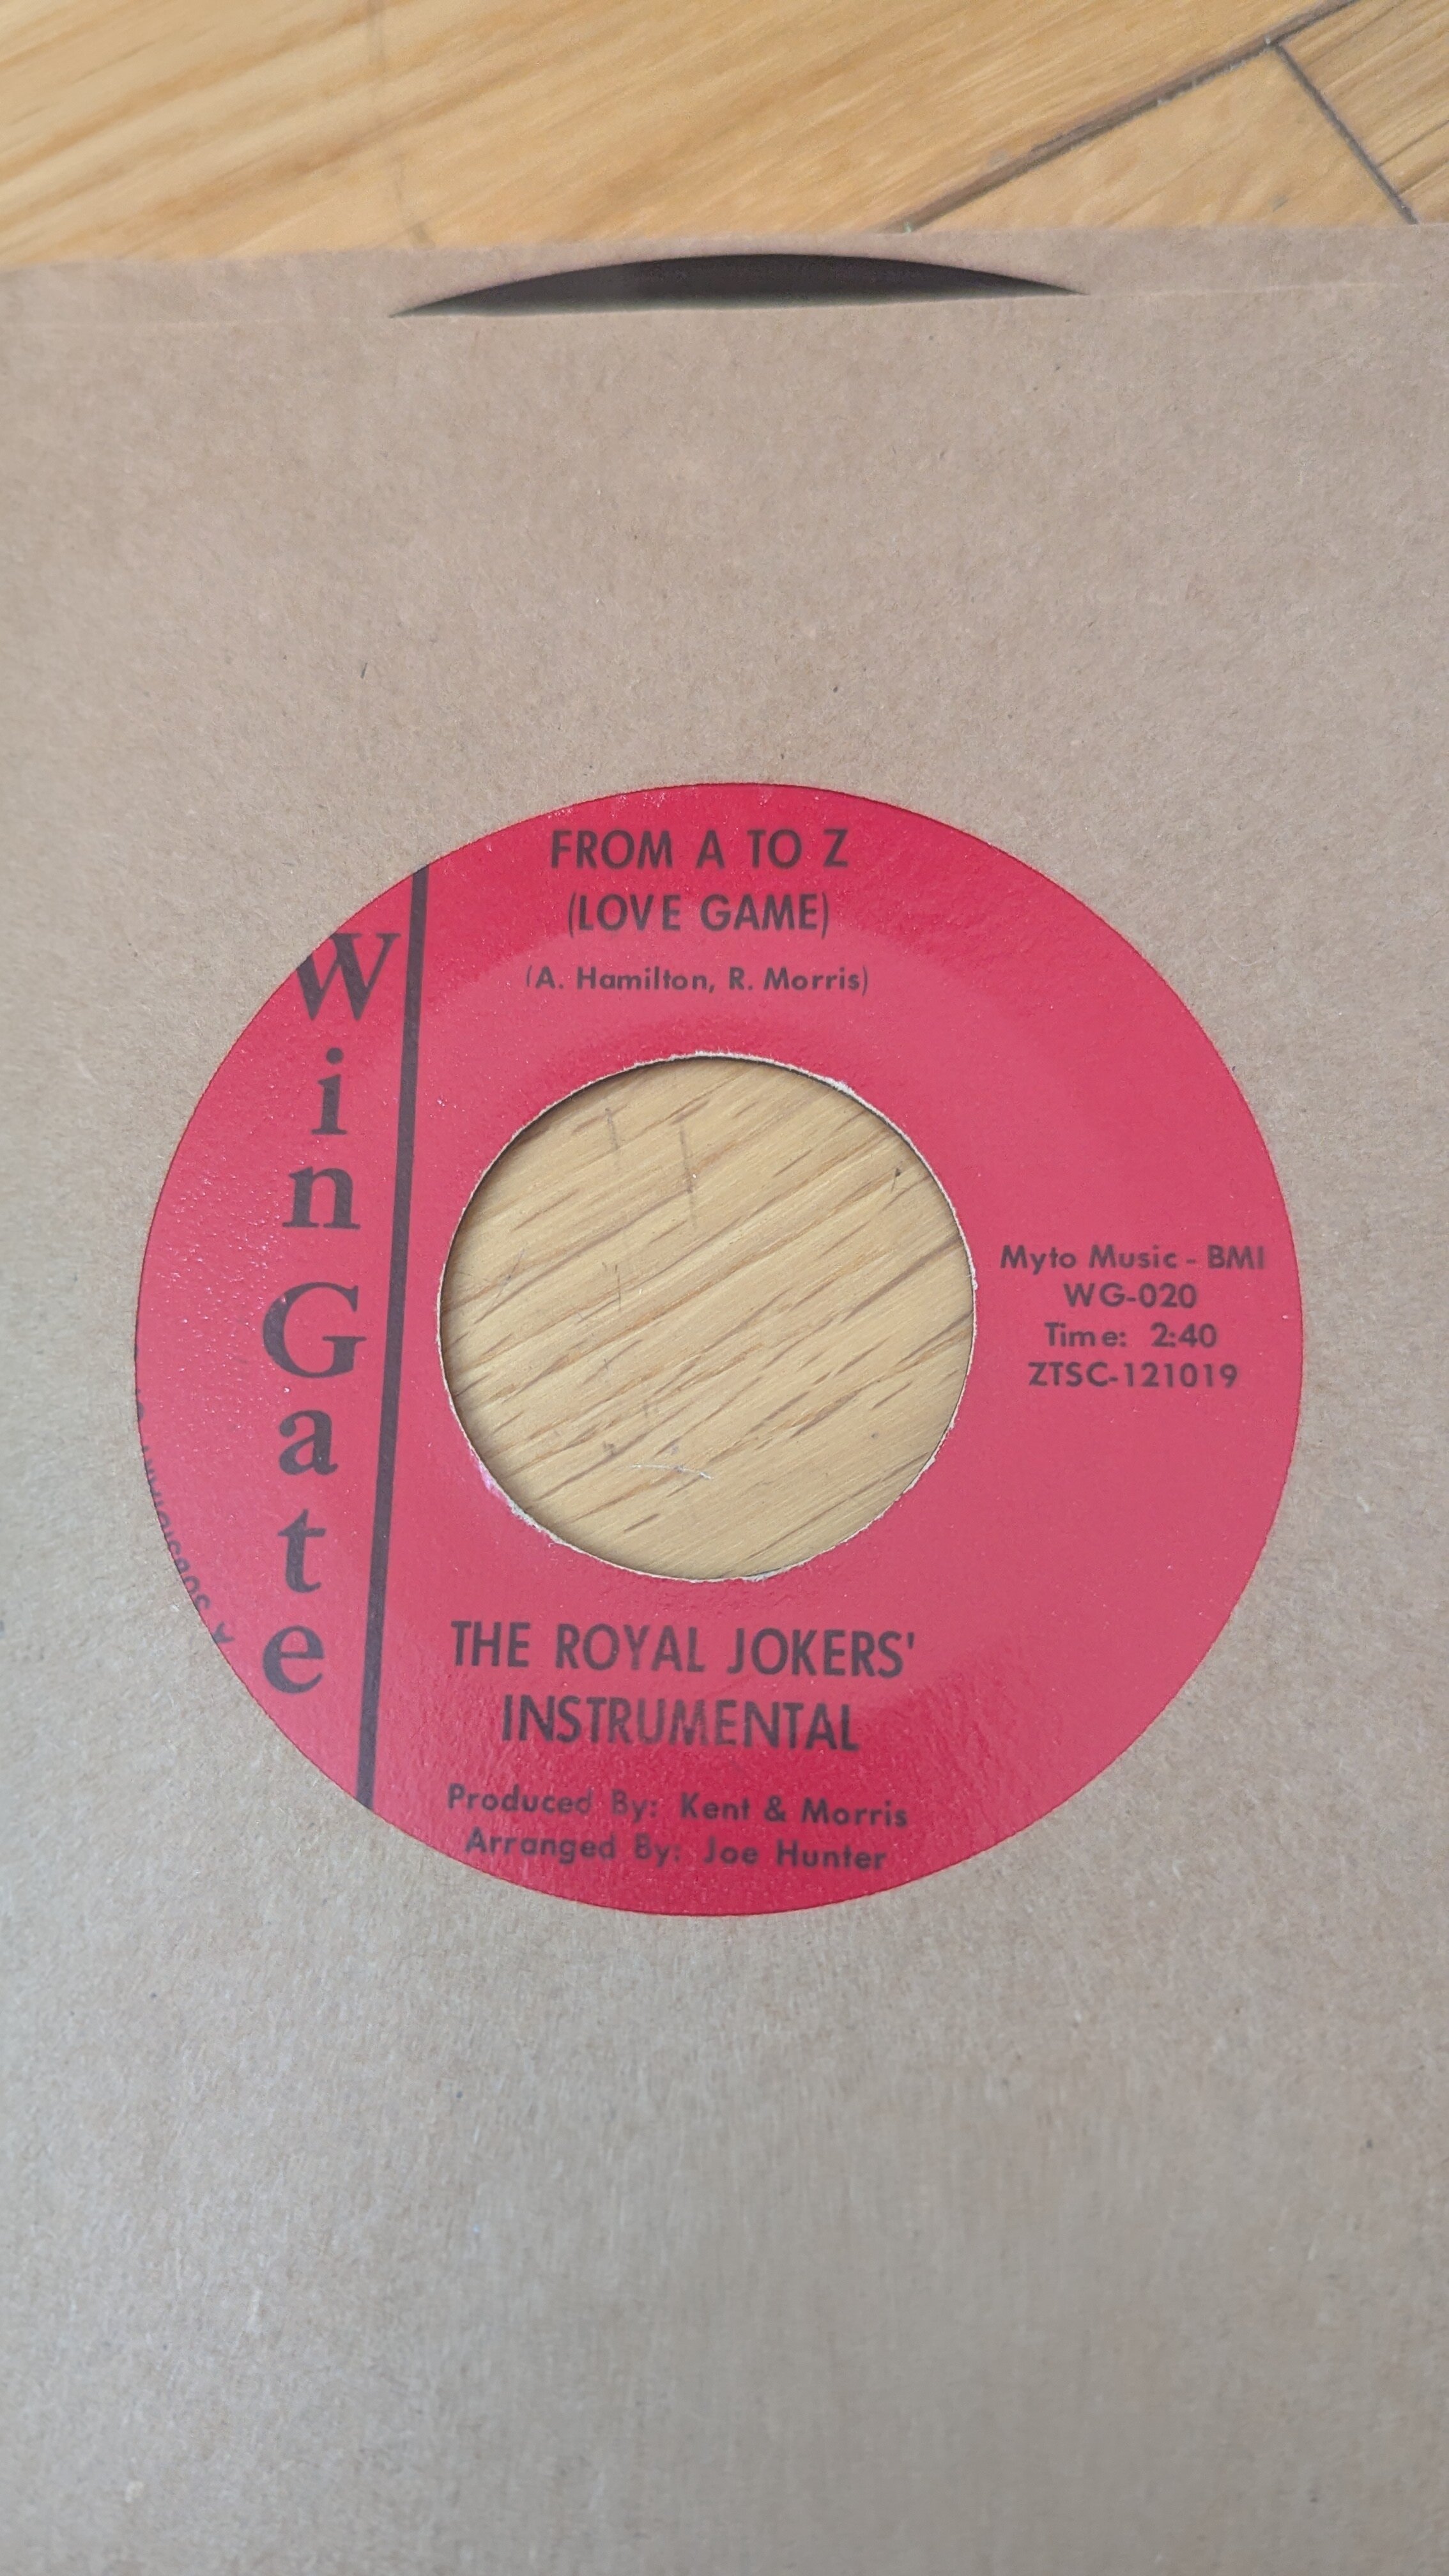 FROM A TO Z
(LOVE GAME)
(A. Hamilton, R. Morris)
WinGate
Myto Music - BMI
WG-020
Time: 2:40
ZTSC-121019
THE ROYAL JOKERS'
INSTRUMENTAL
Produced By: Kent & Morris
Arranged By: Joe Hunter